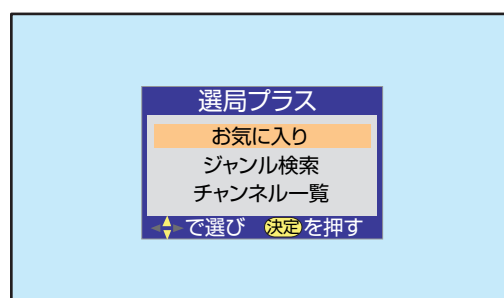 選局プラス
お気に入り
ジャンル検索
チャンネル一覧
で選び 決定を押す